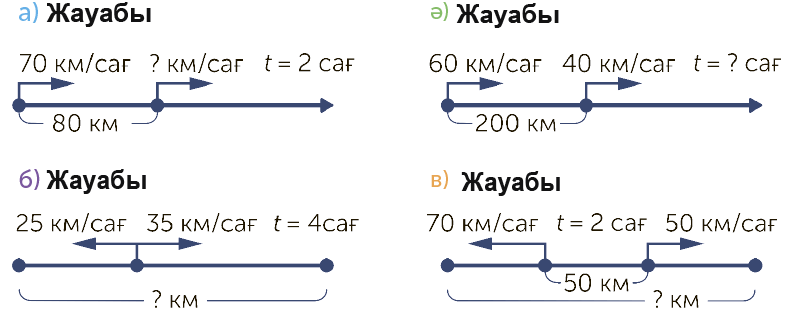 а) Жауабы
70 км/сағ ? км/сағ t = 2 сағ
80 км
ә) Жауабы
60 км/сағ 40 км/сағ t = ? сағ
200 км
б) Жауабы
25 км/сағ 35 км/сағ t = 4сағ
? км
в) Жауабы
70 км/сағ t = 2 сағ 50 км/сағ
50 км
? км